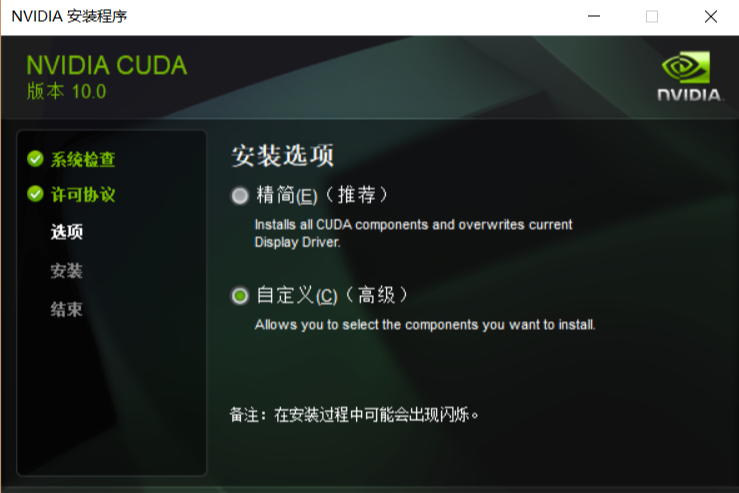 NVIDIA 安装程序
NVIDIA CUDA
版本 10.0
NVIDIA.
系统检查
许可协议
选项
安装
结束
安装选项
精简(E)（推荐）
Installs all CUDA components and overwrites current
Display Driver.
自定义(C)（高级）
Allows you to select the components you want to install.
备注：在安装过程中可能会出现闪烁。